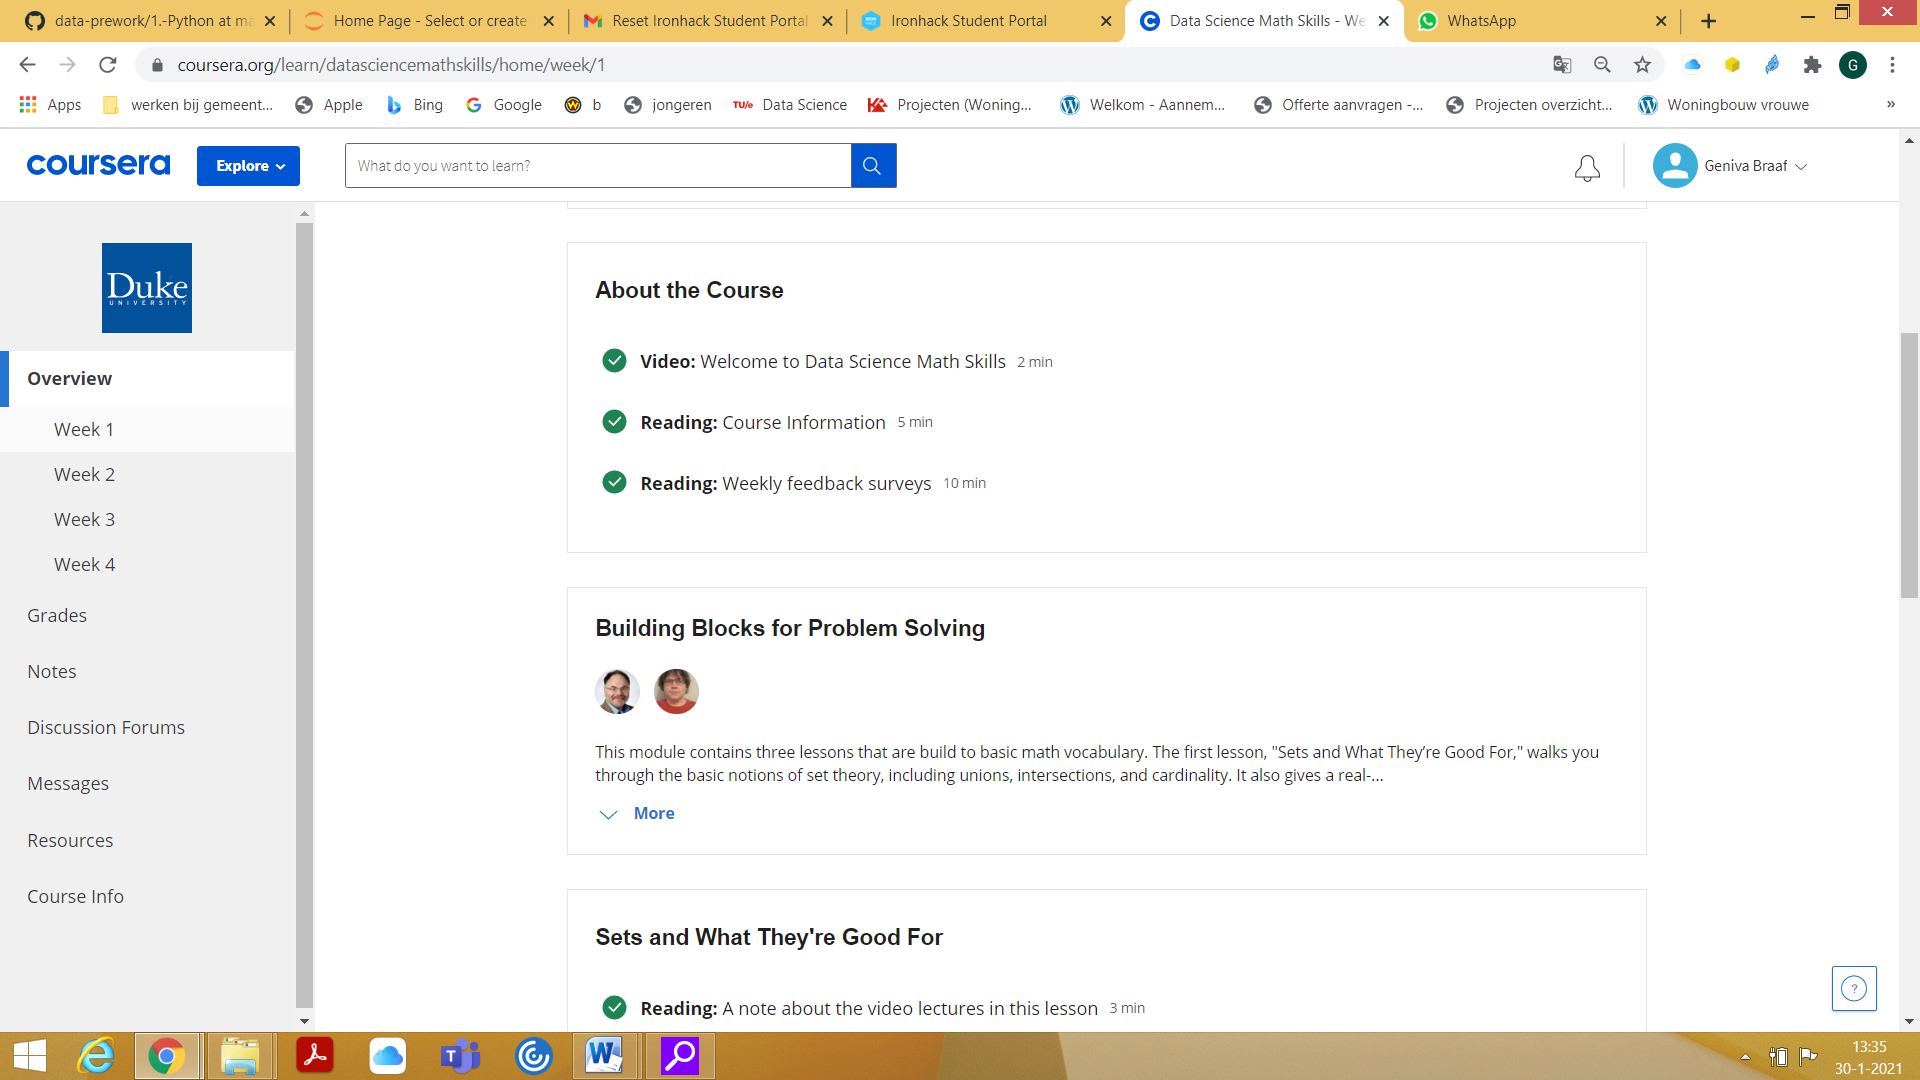 data-prework/1.-Python at ma
Home Page - Select or create
Reset Ironhack Student Portal
Ironhack Student Portal
Data Science Math Skills - We
WhatsApp
coursera.org/learn/datasciencemathskills/home/week/1
G
Apps
werken bij gemeent...
Apple
Bing
Google
b
jongeren
TU/e Data Science
Projecten (Woning...
Welkom - Aannem...
Offerte aanvragen -...
Projecten overzicht...
Woningbouw vrouwe
»
coursera
Explore
What do you want to learn?
Geniva Braaf
Duke
UNIVERSITY
Overview
Week 1
Week 2
Week 3
Week 4
Grades
Notes
Discussion Forums
Messages
Resources
Course Info
About the Course
Video: Welcome to Data Science Math Skills 2 min
Reading: Course Information 5 min
Reading: Weekly feedback surveys 10 min
Building Blocks for Problem Solving
This module contains three lessons that are build to basic math vocabulary. The first lesson, "Sets and What They’re Good For," walks you
through the basic notions of set theory, including unions, intersections, and cardinality. It also gives a real-...
More
Sets and What They're Good For
Reading: A note about the video lectures in this lesson 3 min
?
13:35
30-1-2021